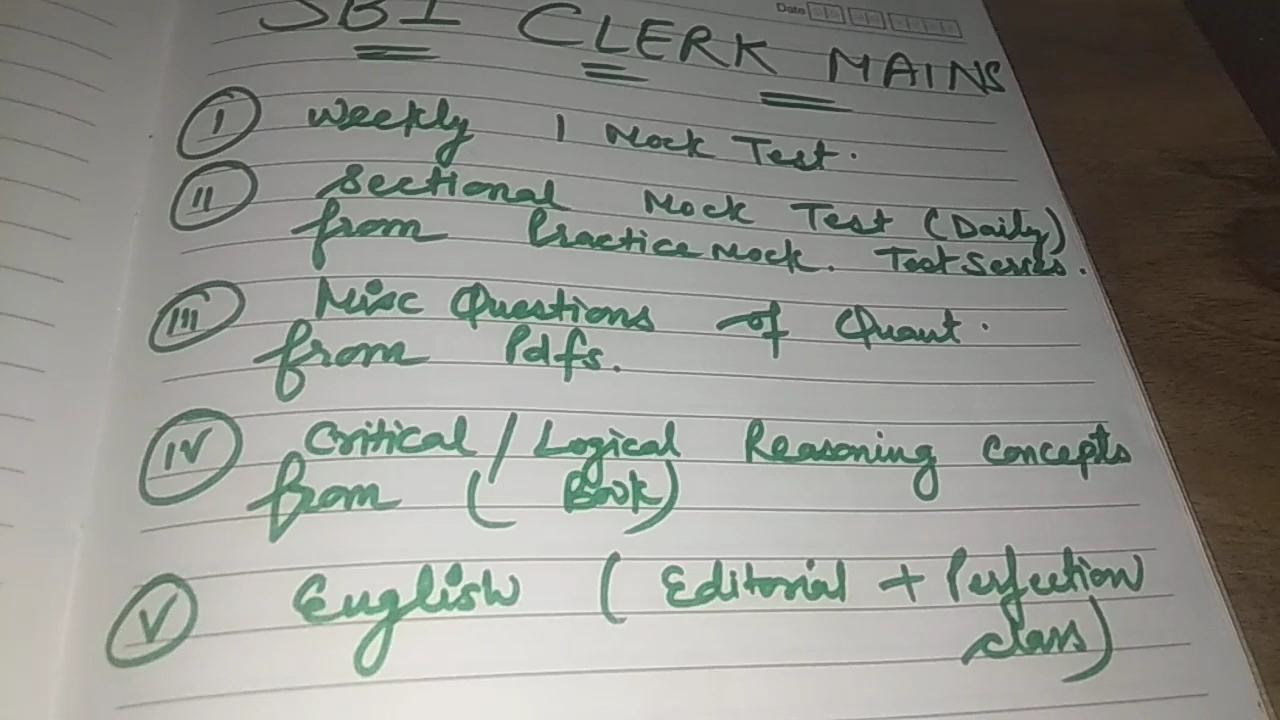 Date
SBI CLERK MAINS
I Weekly 1 Mock Test.
II Sectional Mock Test (Daily)
from Practice Mock. Test Series.
III Misc Questions of Quant.
from Pdfs.
IV Critical / Logical Reasoning Concepts
from ( Book)
V English ( Editorial + Perfection
class)